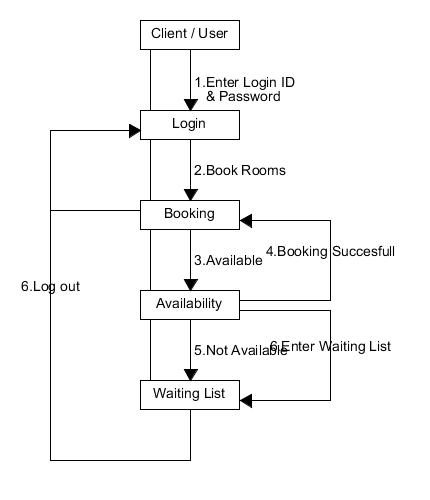 Client / User
1.Enter Login ID
& Password
Login
2.Book Rooms
Booking
4.Booking Succesfull
3.Available
6.Log out
Availability
5.Not Available
6.Enter Waiting List
Waiting List